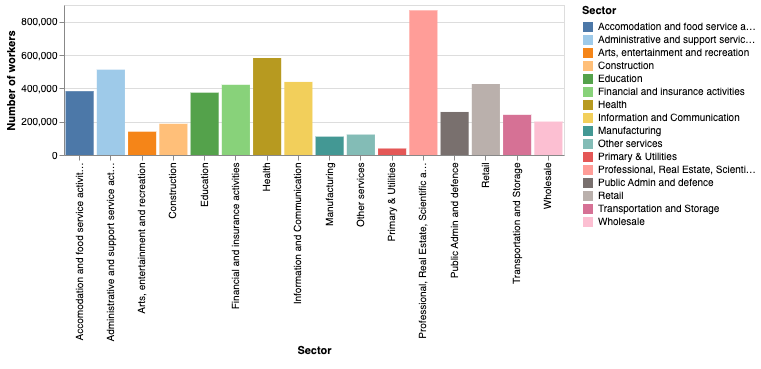 Number of workers
800,000
600,000
400,000
200,000
0
Accomodation and food service activit…
Administrative and support service act…
Arts, entertainment and recreation
Construction
Education
Financial and insurance activities
Health
Information and Communication
Manufacturing
Other services
Primary & Utilities
Professional, Real Estate, Scientific a…
Public Admin and defence
Retail
Transportation and Storage
Wholesale
Sector
Sector
Accomodation and food service a…
Administrative and support servic…
Arts, entertainment and recreation
Construction
Education
Financial and insurance activities
Health
Information and Communication
Manufacturing
Other services
Primary & Utilities
Professional, Real Estate, Scienti…
Public Admin and defence
Retail
Transportation and Storage
Wholesale